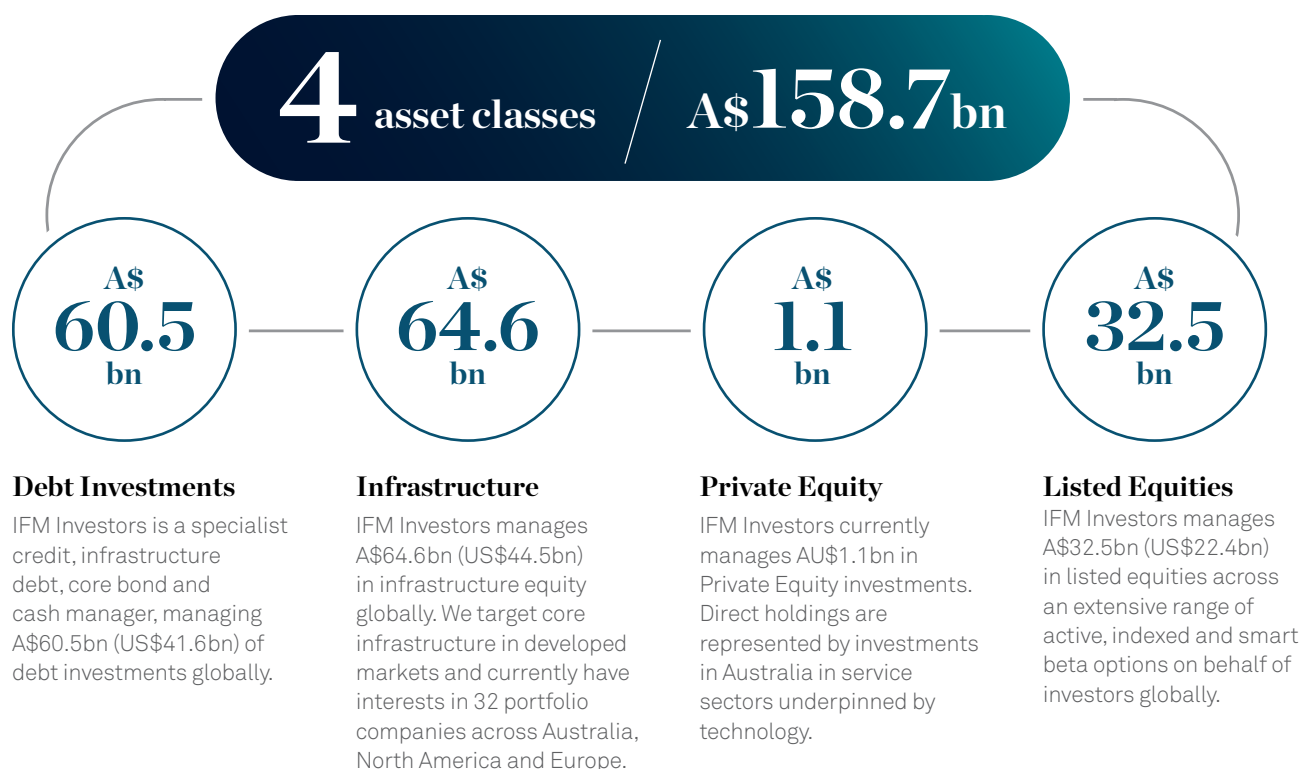 4 asset classes / A$158.7bn
A$
60.5
bn
A$
64.6
bn
A$
1.1
bn
A$
32.5
bn
Debt Investments
IFM Investors is a specialist
credit, infrastructure
debt, core bond and
cash manager, managing
A$60.5bn (US$41.6bn) of
debt investments globally.
Infrastructure
IFM Investors manages
A$64.6bn (US$44.5bn)
in infrastructure equity
globally. We target core
infrastructure in developed
markets and currently have
interests in 32 portfolio
companies across Australia,
North America and Europe.
Private Equity
IFM Investors currently
manages AU$1.1bn in
Private Equity investments.
Direct holdings are
represented by investments
in Australia in service
sectors underpinned by
technology.
Listed Equities
IFM Investors manages
A$32.5bn (US$22.4bn)
in listed equities across
an extensive range of
active, indexed and smart
beta options on behalf of
investors globally.